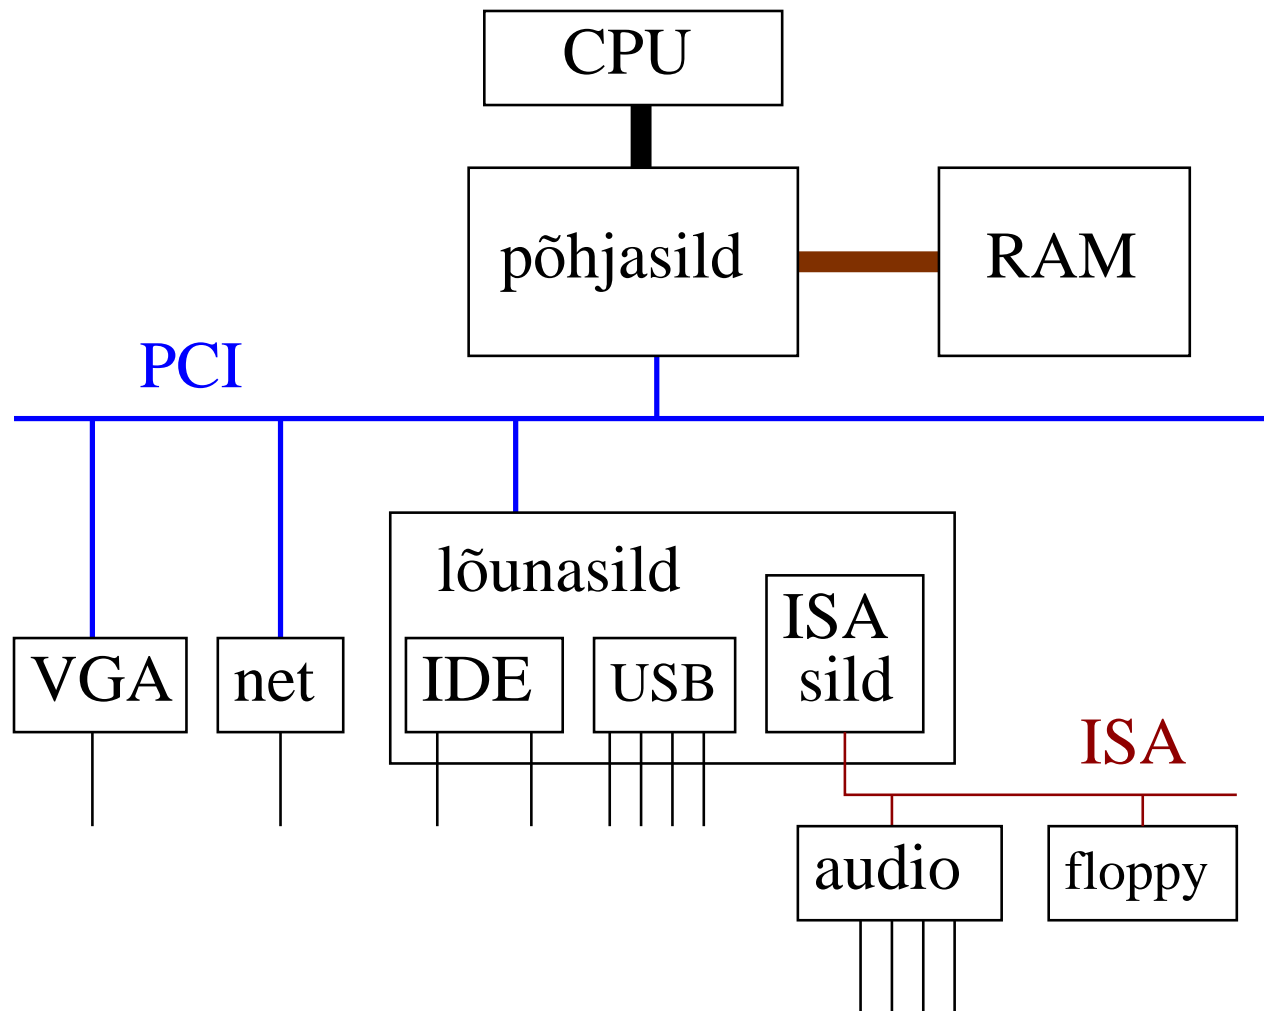 CPU
põhjasild
RAM
PCI
lõunasild
ISA
sild
VGA
net
IDE
USB
ISA
audio
floppy